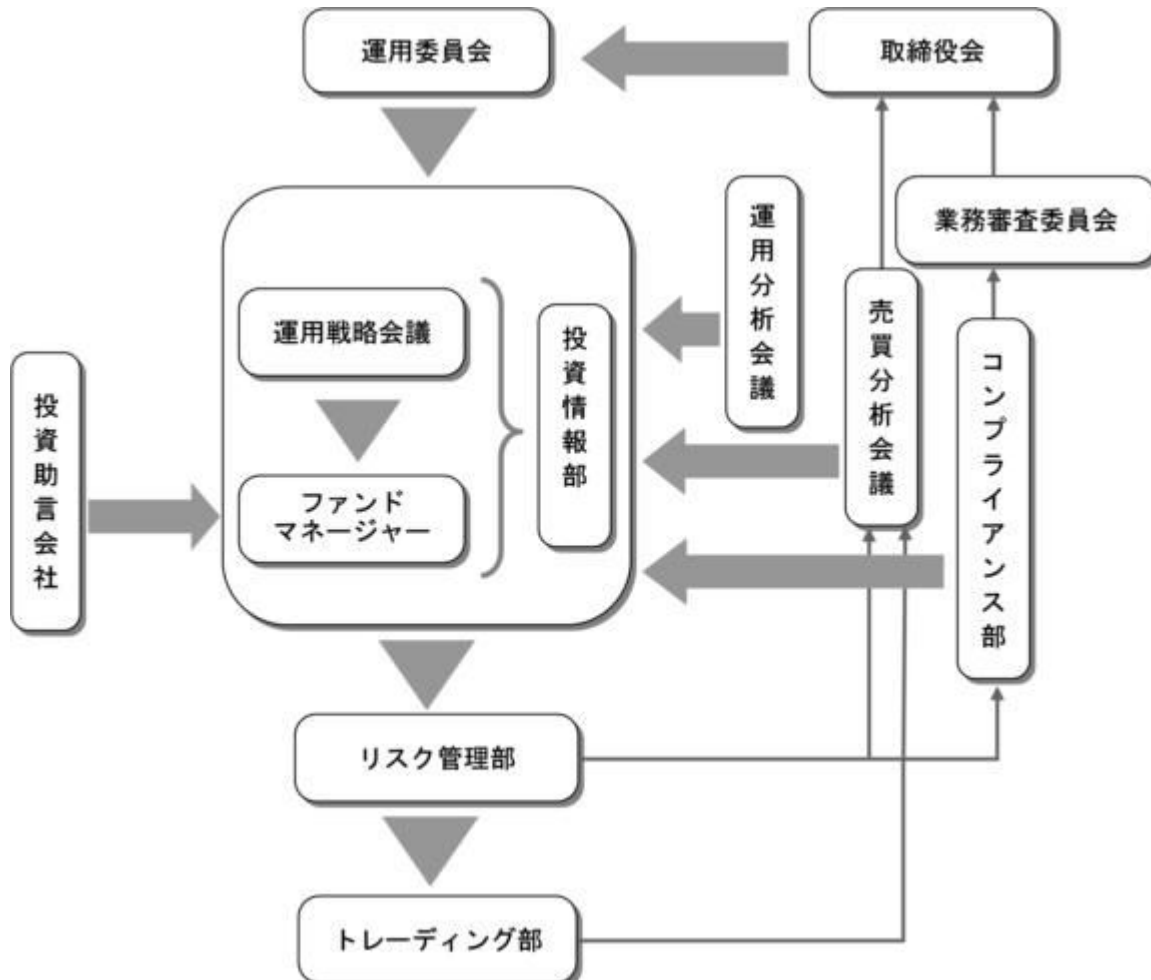 運用委員会
取締役会
業務審査委員会
運用分析会議
売買分析会議
コンプライアンス部
運用戦略会議
投資情報部
ファンド
マネージャー
投資助言会社
リスク管理部
トレーディング部